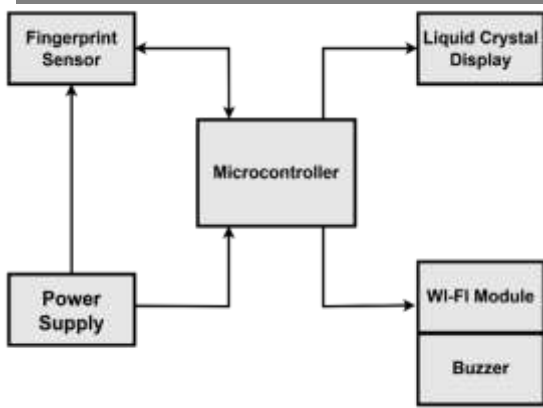 Fingerprint
Sensor
Liquid Crystal
Display
Microcontroller
Power
Supply
WI-FI Module
Buzzer